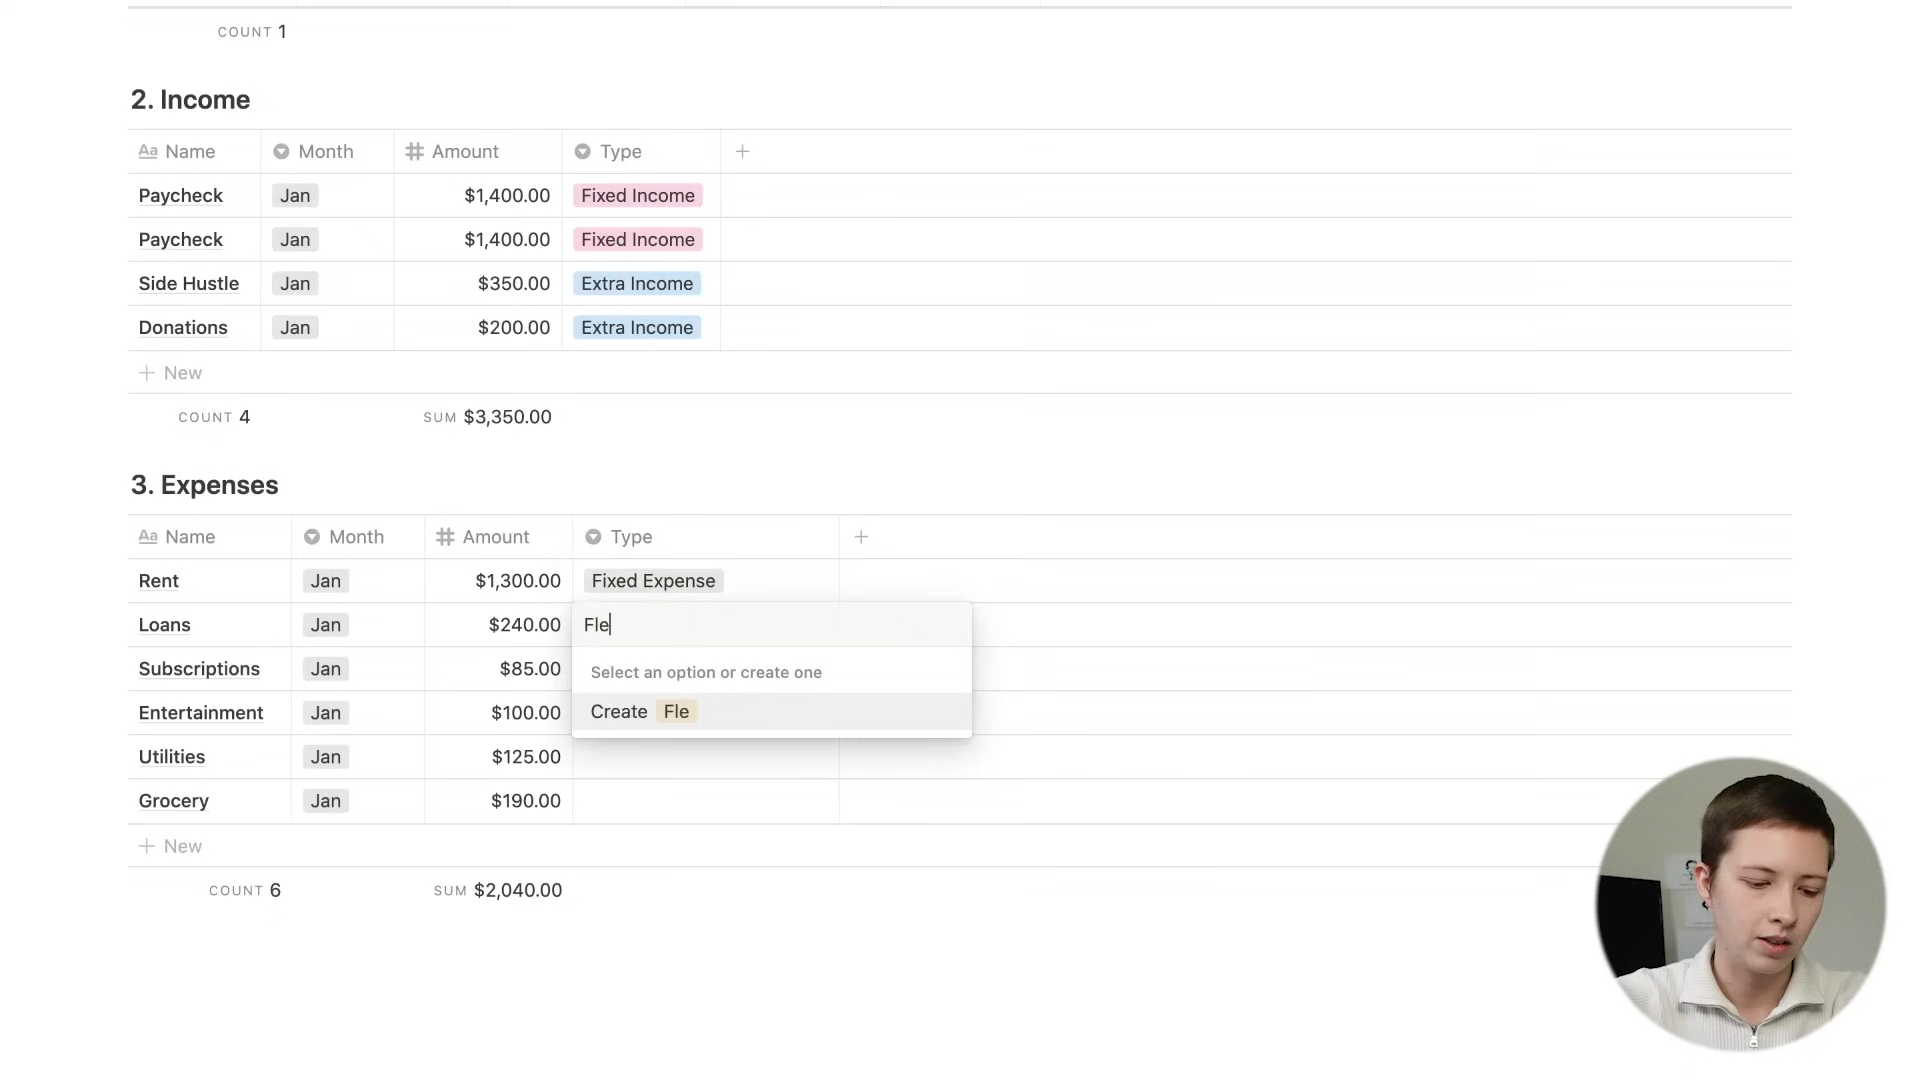 COUNT 1
2. Income
Aa Name Month # Amount Type +
Paycheck Jan $1,400.00 Fixed Income
Paycheck Jan $1,400.00 Fixed Income
Side Hustle Jan $350.00 Extra Income
Donations Jan $200.00 Extra Income
+ New
COUNT 4 SUM $3,350.00
3. Expenses
Aa Name Month # Amount Type +
Rent Jan $1,300.00 Fixed Expense
Loans Jan $240.00 Fle
Subscriptions Jan $85.00 Select an option or create one
Entertainment Jan $100.00 Create Fle
Utilities Jan $125.00
Grocery Jan $190.00
+ New
COUNT 6 SUM $2,040.00